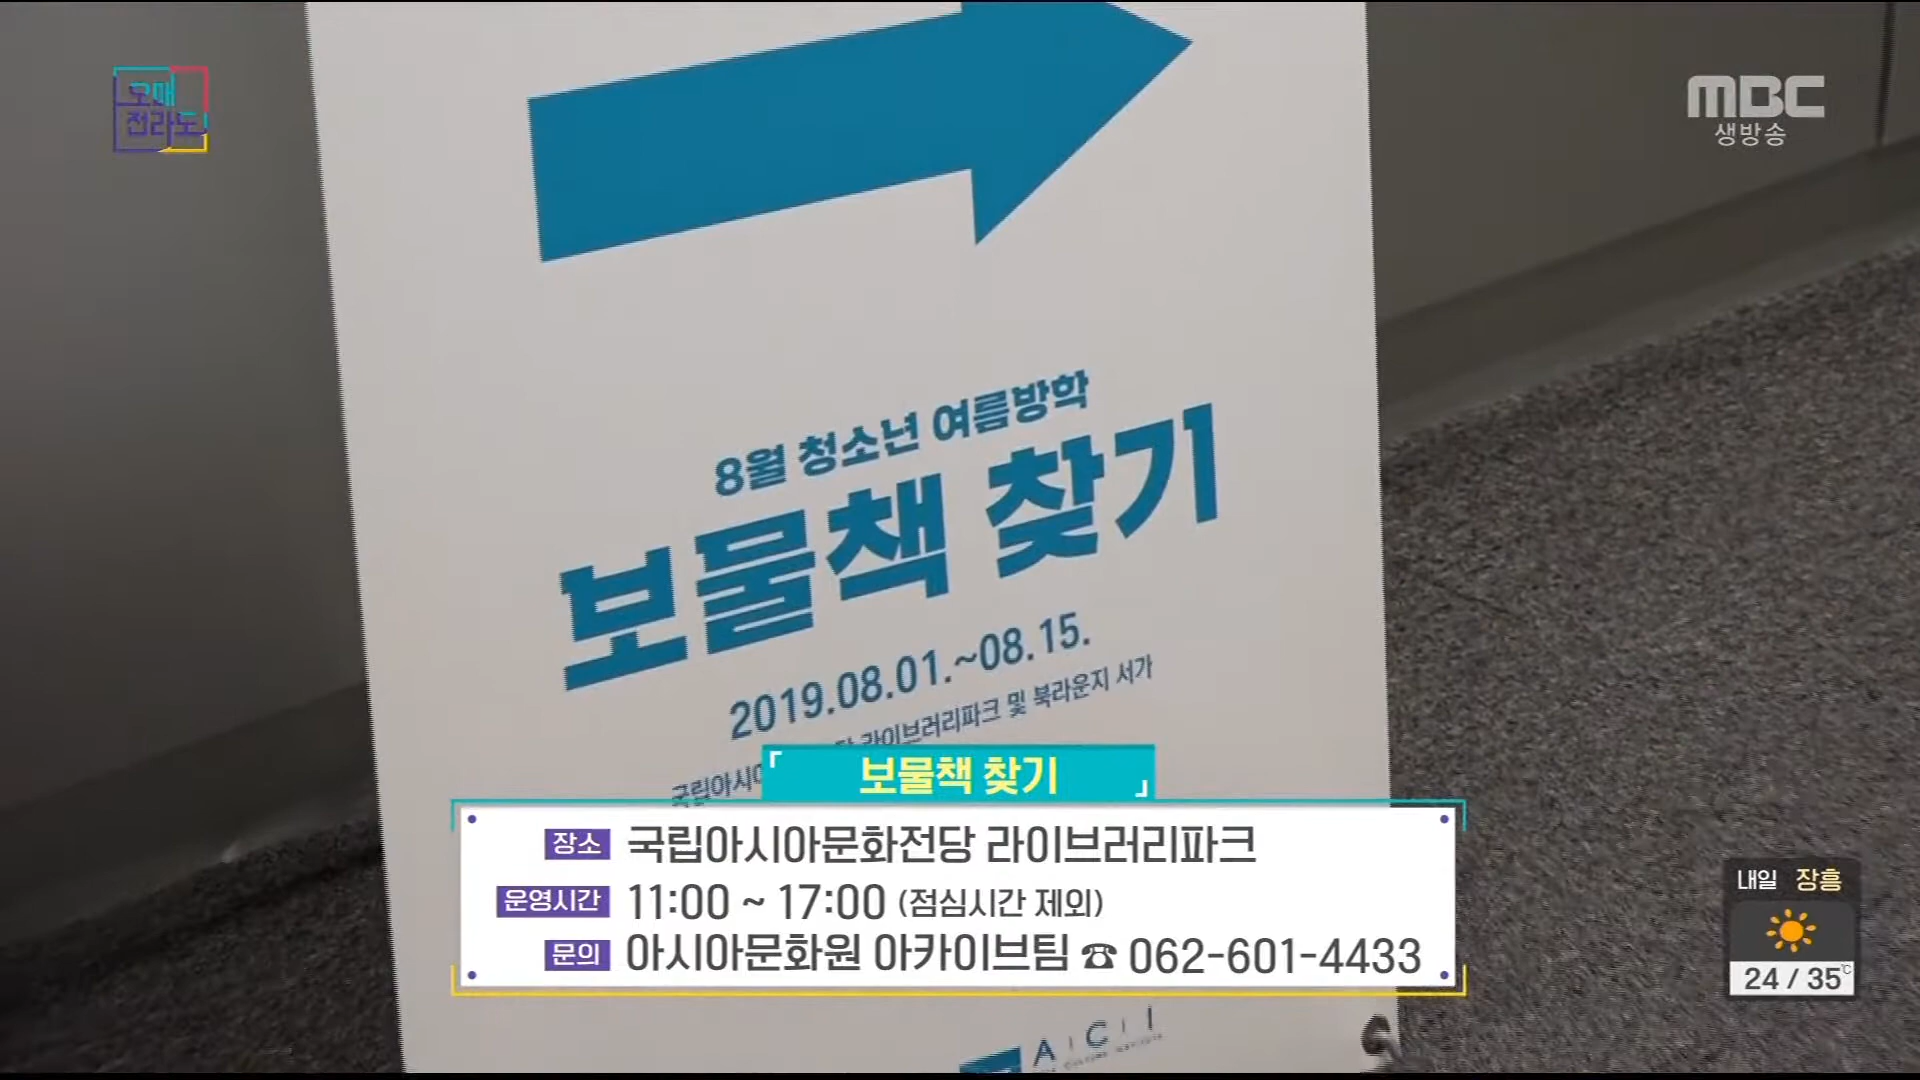 오매
전라도
MBC
생방송
8월 청소년 여름방학
보물책 찾기
2019.08.01.~08.15.
국립아시아 라이브러리파크 및 북라운지 서가
보물책 찾기
장소 국립아시아문화전당 라이브러리파크
운영시간 11:00 ~ 17:00 (점심시간 제외)
문의 아시아문화원 아카이브팀 ☎ 062-601-4433
내일 장흥
24 / 35℃
A C I